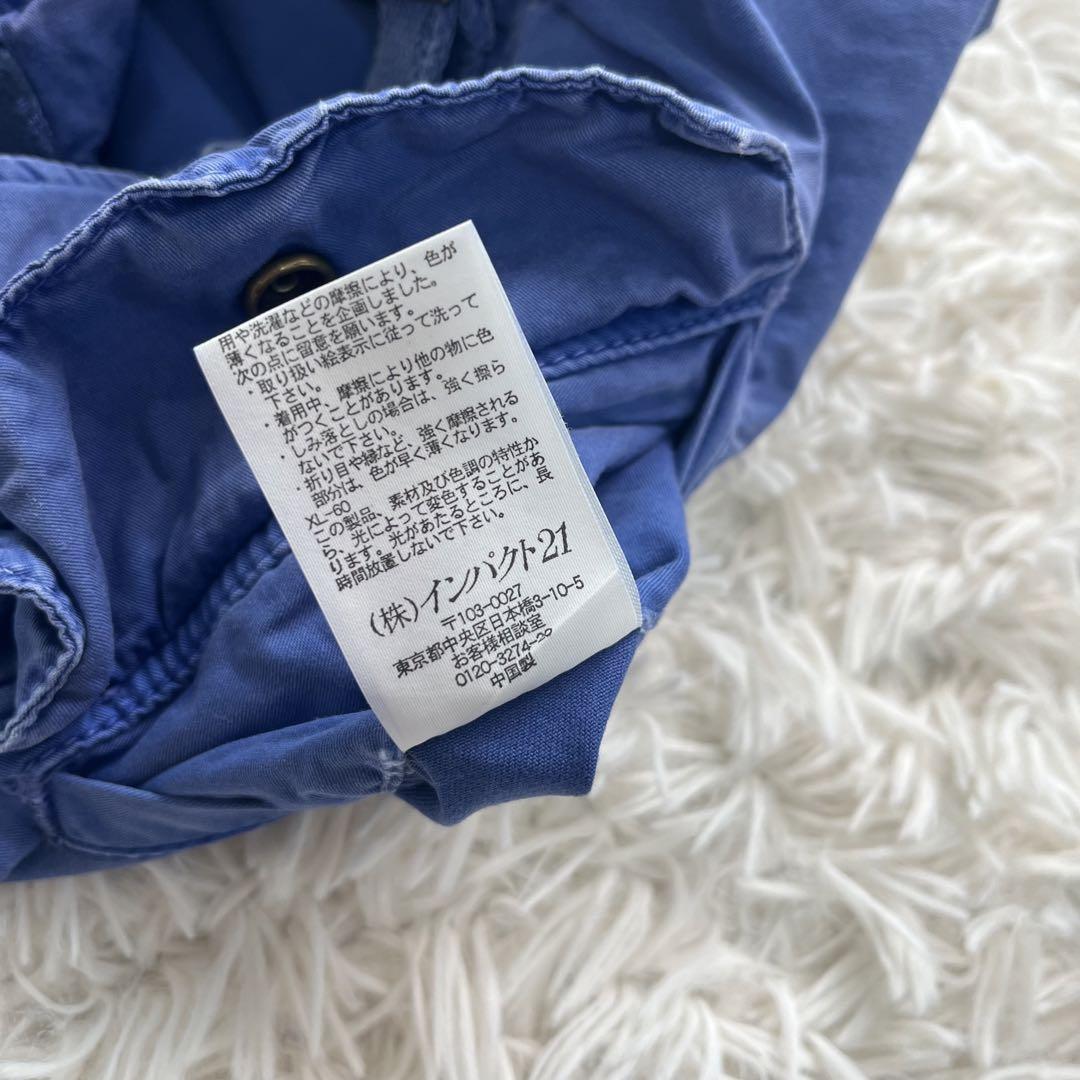 用や洗濯などの摩擦により、色が
薄くなることを企画しました。
次の点に留意を願います。
・取り扱い絵表示に従って洗って
下さい。
・着用中、摩擦により他の物に色
がつくことがあります。
・しみ落としの場合は、強く擦ら
ないで下さい。
・折り目や縁など、強く摩擦される
部分は、色が早く薄くなります。
XL-60
この製品、素材及び色調の特性か
ら、光によって変色することがあ
ります。光があたるところに、長
時間放置しないで下さい。
(株)インパクト21
〒103-0027
東京都中央区日本橋3-10-5
お客様相談室
0120-3274-
中国製